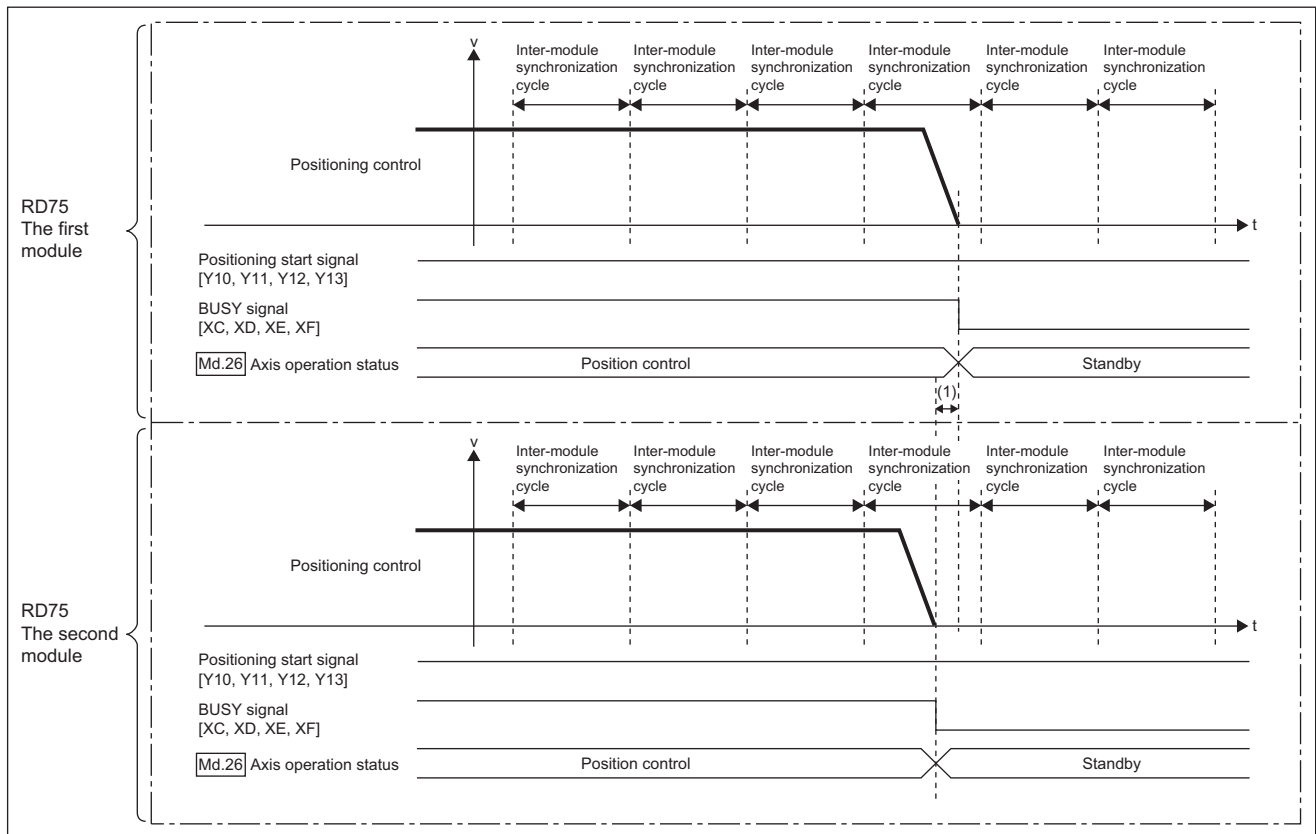 RD75
The first
module
v
Inter-module
synchronization
cycle
Inter-module
synchronization
cycle
Inter-module
synchronization
cycle
Inter-module
synchronization
cycle
Inter-module
synchronization
cycle
Inter-module
synchronization
cycle
Positioning control
t
Positioning start signal
[Y10, Y11, Y12, Y13]
BUSY signal
[XC, XD, XE, XF]
Md.26 Axis operation status
Position control
Standby
(1)
RD75
The second
module
v
Inter-module
synchronization
cycle
Inter-module
synchronization
cycle
Inter-module
synchronization
cycle
Inter-module
synchronization
cycle
Inter-module
synchronization
cycle
Inter-module
synchronization
cycle
Positioning control
t
Positioning start signal
[Y10, Y11, Y12, Y13]
BUSY signal
[XC, XD, XE, XF]
Md.26 Axis operation status
Position control
Standby